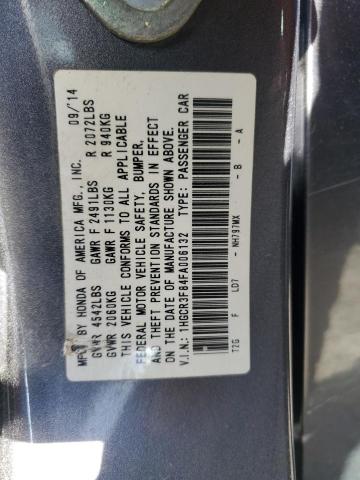 MFD BY HONDA OF AMERICA MFG., INC. 09/'14
GVWR 4542LBS GAWR F 2491LBS R 2072LBS
GVWR 2060KG GAWR F 1130KG R 940KG
THIS VEHICLE CONFORMS TO ALL APPLICABLE
FEDERAL MOTOR VEHICLE SAFETY, BUMPER,
AND THEFT PREVENTION STANDARDS IN EFFECT
ON THE DATE OF MANUFACTURE SHOWN ABOVE.
V.I.N.: 1HGCR3F84FA006132 TYPE: PASSENGER CAR
T2G F LD7 - NH797MX - B - A